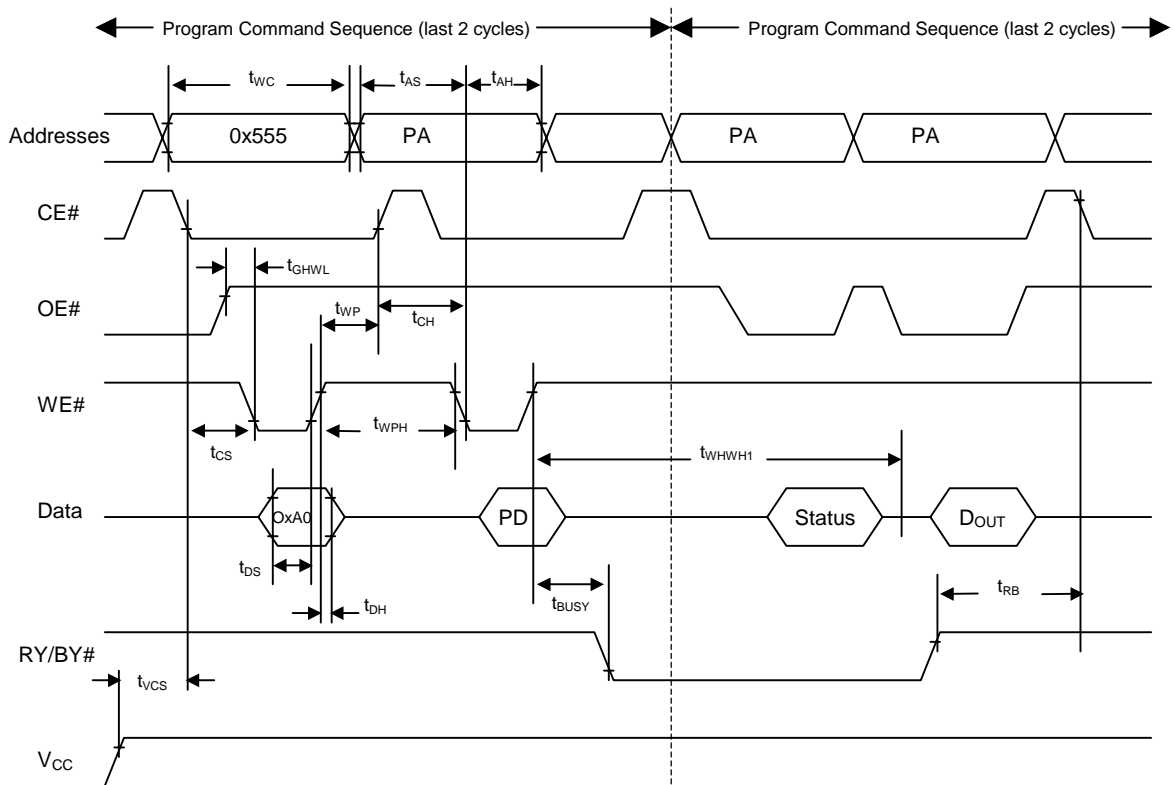 Program Command Sequence (last 2 cycles) Program Command Sequence (last 2 cycles)
tWC tAS tAH
Addresses 0x555 PA PA PA
CE#
tGHWL
OE# tWP tCH
WE#
tCS tWPH tWHWH1
Data OxA0 PD Status DOUT
tDS tDH tBUSY tRB
RY/BY#
tVCS
VCC